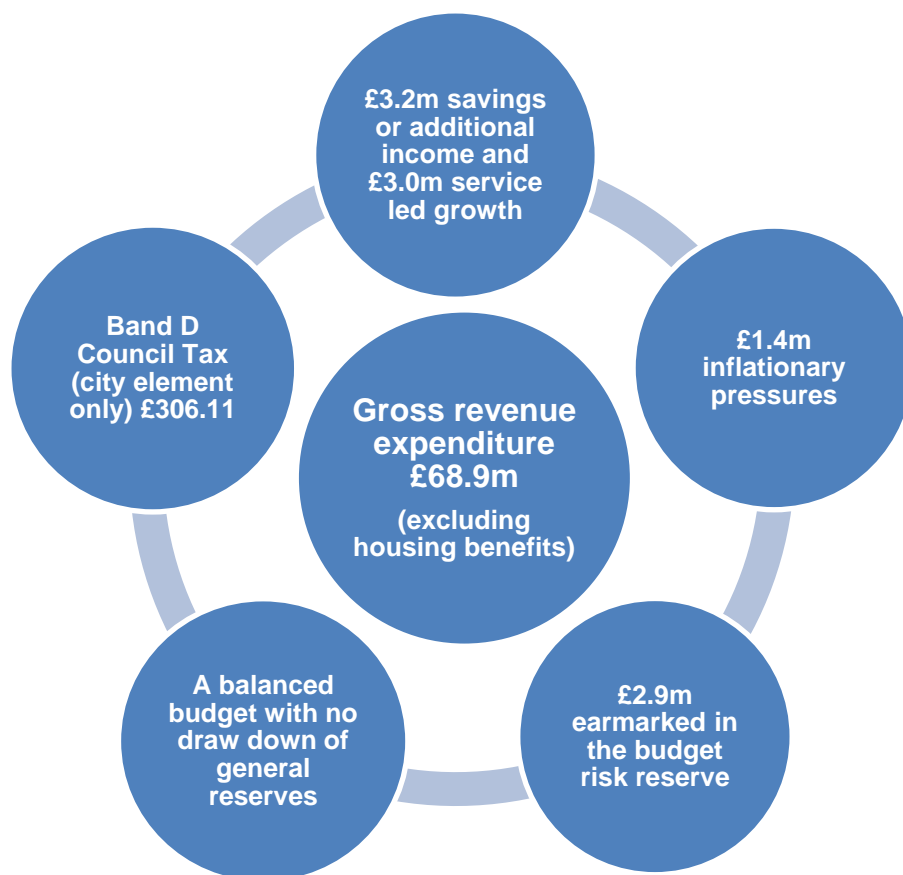 £3.2m savings
or additional
income and
£3.0m service
led growth
£1.4m
inflationary
pressures
£2.9m
earmarked in
the budget
risk reserve
A balanced
budget with no
draw down of
general
reserves
Band D
Council Tax
(city element
only) £306.11
Gross revenue
expenditure
£68.9m
(excluding
housing benefits)